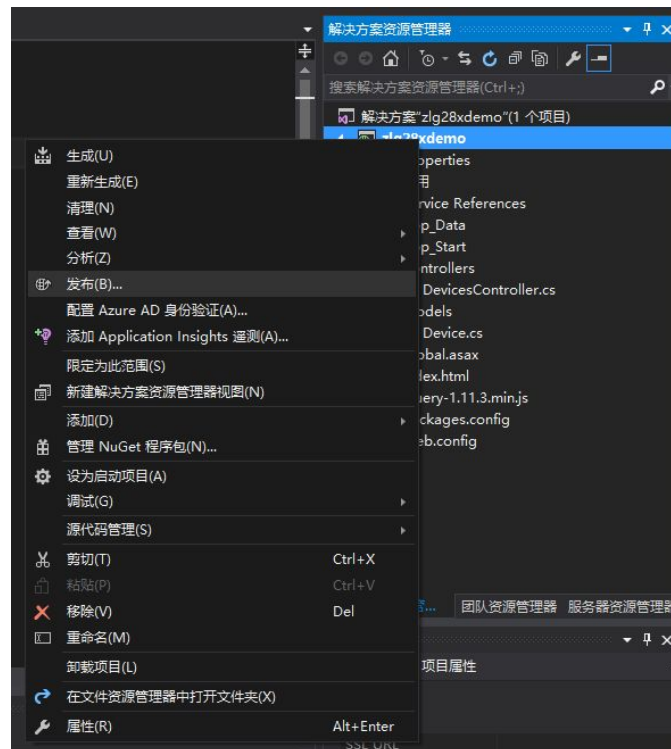 解决方案资源管理器
搜索解决方案资源管理器(Ctrl+;)
解决方案"zlg28xdemo"(1 个项目)
zlg28xdemo
生成(U)
重新生成(E)
清理(N)
查看(W)
分析(Z)
发布(B)...
配置 Azure AD 身份验证(A)...
添加 Application Insights 遥测(A)...
限定为此范围(S)
新建解决方案资源管理器视图(N)
添加(D)
管理 NuGet 程序包(N)...
设为启动项目(A)
调试(G)
源代码管理(S)
剪切(T) Ctrl+X
粘贴(P) Ctrl+V
移除(V) Del
重命名(M)
卸载项目(L)
在文件资源管理器中打开文件夹(X)
属性(R) Alt+Enter
operties
用
rvice References
p_Data
p_Start
ntrollers
DevicesController.cs
odels
Device.cs
obal.asax
lex.html
uery-1.11.3.min.js
ckages.config
eb.config
资... 团队资源管理器 服务器资源管理器
项目属性
SSL URL